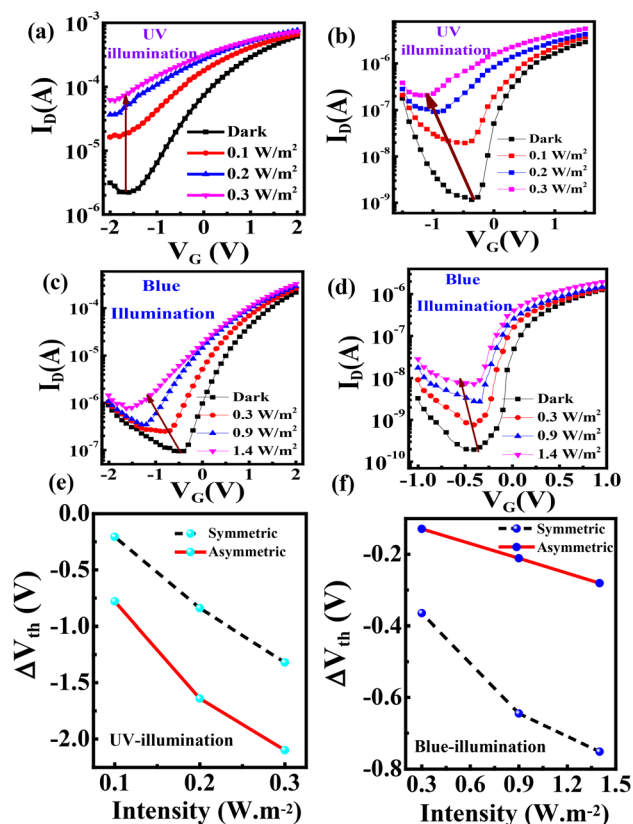 (a)
UV
illumination
Dark
0.1 W/m²
0.2 W/m²
0.3 W/m²
10⁻³
10⁻⁴
10⁻⁵
10⁻⁶
I_D(A)
-2
-1
0
1
2
V_G (V)
(b)
UV
illumination
Dark
0.1 W/m²
0.2 W/m²
0.3 W/m²
10⁻⁶
10⁻⁷
10⁻⁸
10⁻⁹
I_D(A)
-1
0
1
V_G(V)
(c)
Blue
Illumination
Dark
0.3 W/m²
0.9 W/m²
1.4 W/m²
10⁻⁴
10⁻⁵
10⁻⁶
10⁻⁷
I_D(A)
-2
-1
0
1
2
V_G(V)
(d)
Blue
Illumination
Dark
0.3 W/m²
0.9 W/m²
1.4 W/m²
10⁻⁶
10⁻⁷
10⁻⁸
10⁻⁹
10⁻¹⁰
I_D(A)
-1.0
-0.5
0.0
0.5
1.0
V_G(V)
(e)
Symmetric
Asymmetric
0.0
-0.5
-1.0
-1.5
-2.0
ΔV_th (V)
UV-illumination
0.1
0.2
0.3
Intensity (W.m⁻²)
(f)
Symmetric
Asymmetric
-0.2
-0.4
-0.6
-0.8
ΔV_th (V)
Blue-illumination
0.3
0.6
0.9
1.2
1.5
Intensity (W.m⁻²)